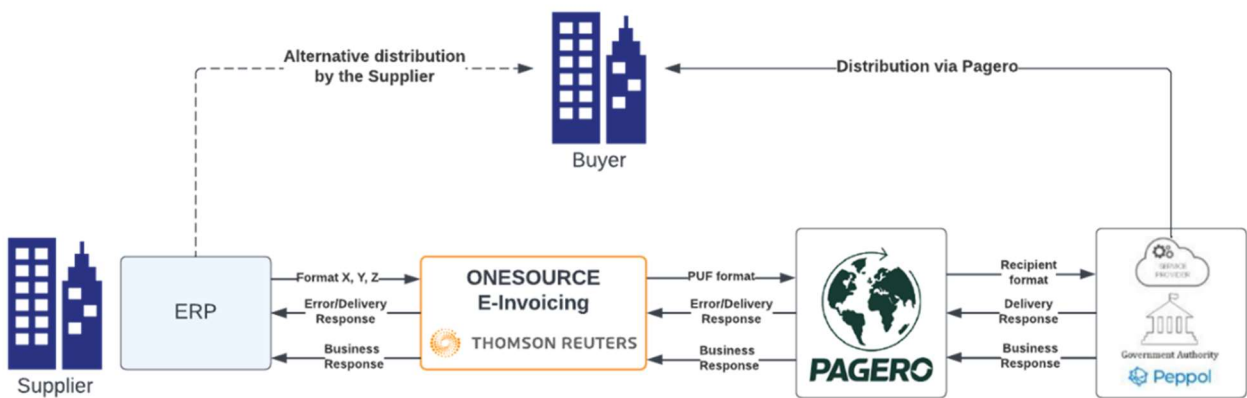 Alternative distribution
by the Supplier
Distribution via Pagero
Buyer
Supplier
ERP
Format X, Y, Z
Error/Delivery
Response
Business
Response
ONESOURCE
E-Invoicing
THOMSON REUTERS
PUF format
Error/Delivery
Response
Business
Response
PAGERO
Recipient
format
Delivery
Response
Business
Response
SERVICE
PROVIDER
Government Authority
Peppol